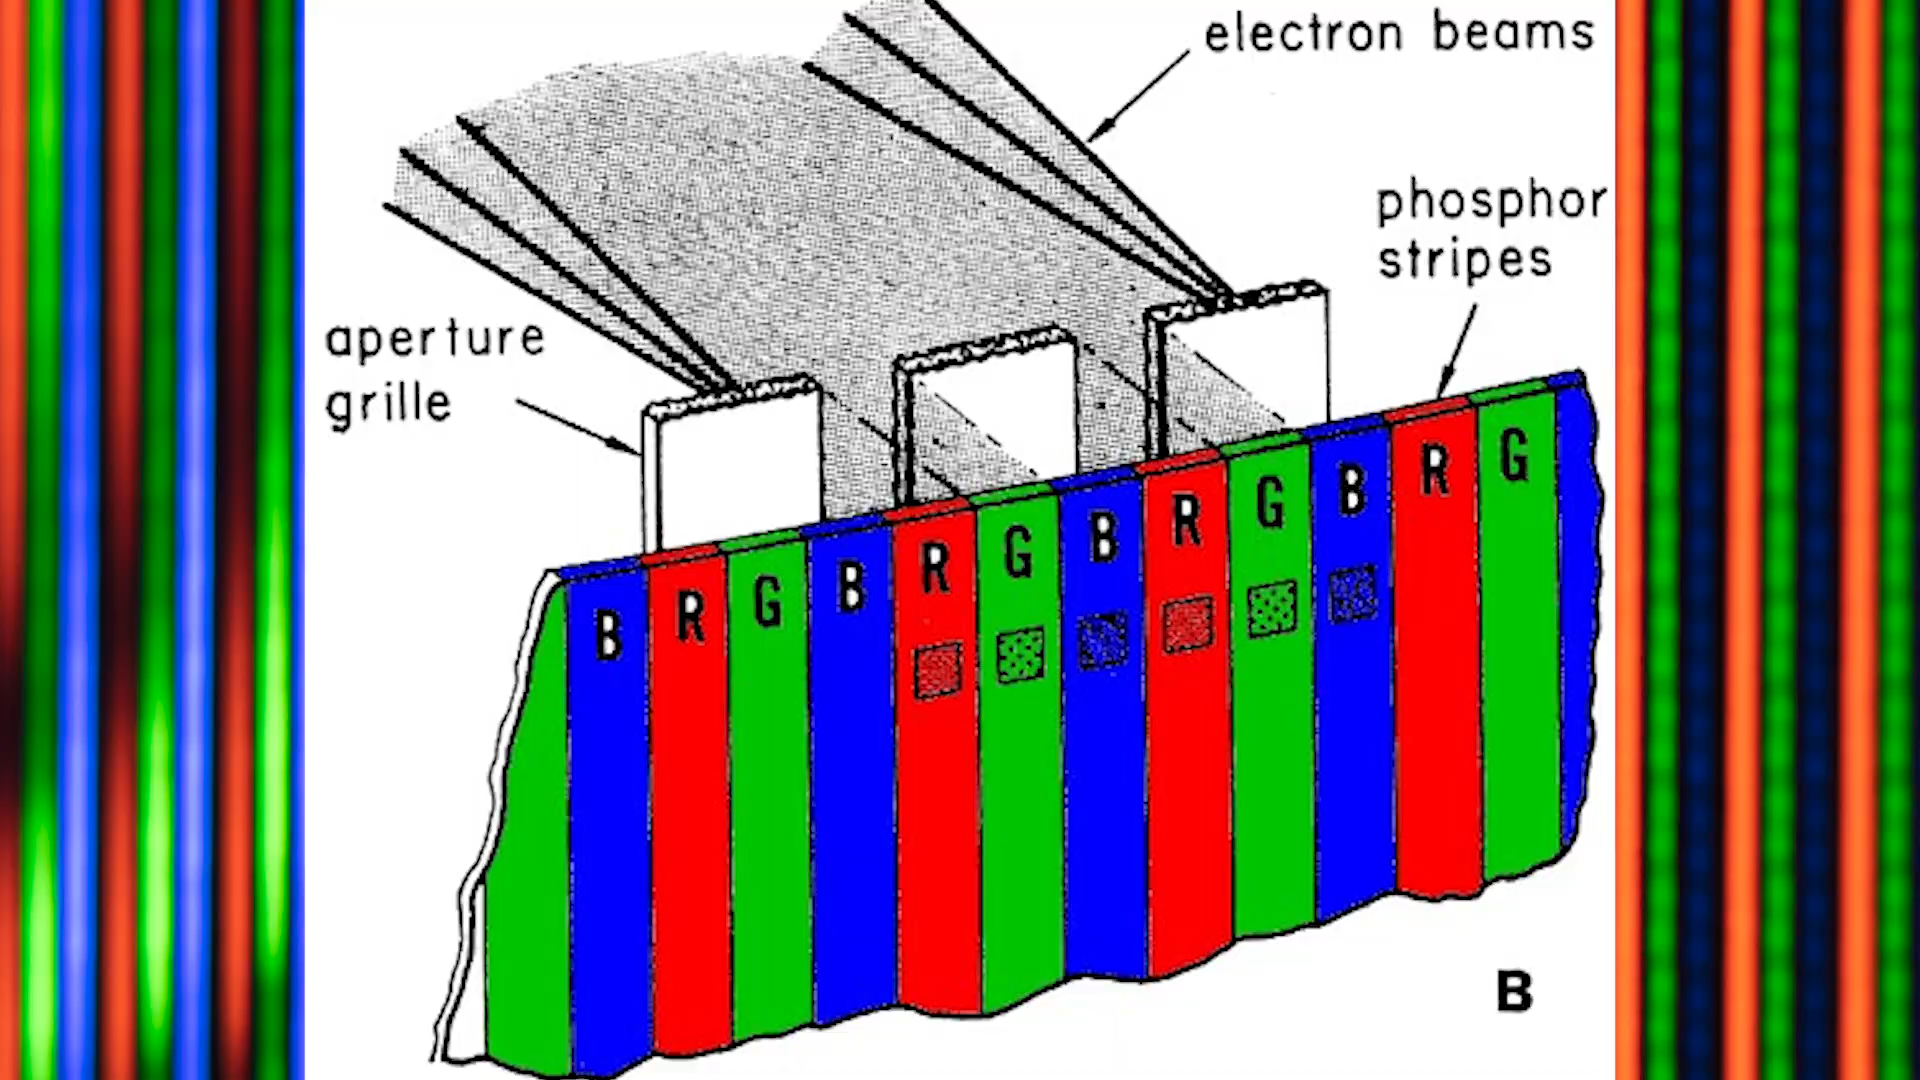 electron beams
phosphor
stripes
aperture
grille
B R G B R G B R G B R G
B